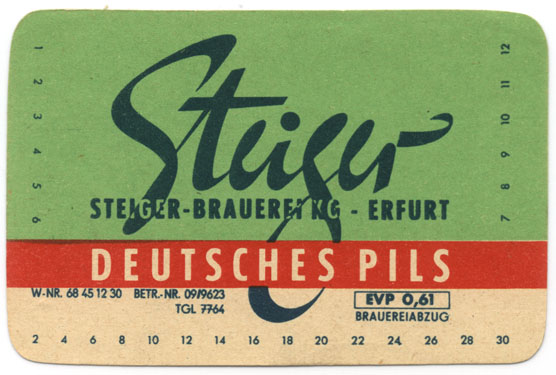 Steiger
STEIGER-BRAUEREI KG - ERFURT
DEUTSCHES PILS
W-NR. 68 45 12 30 BETR.-NR. 09/9623
TGL 7764
EVP 0,61
BRAUEREIABZUG
1
2
3
4
5
6
12
11
10
9
8
7
2 4 6 8 10 12 14 16 18 20 22 24 26 28 30